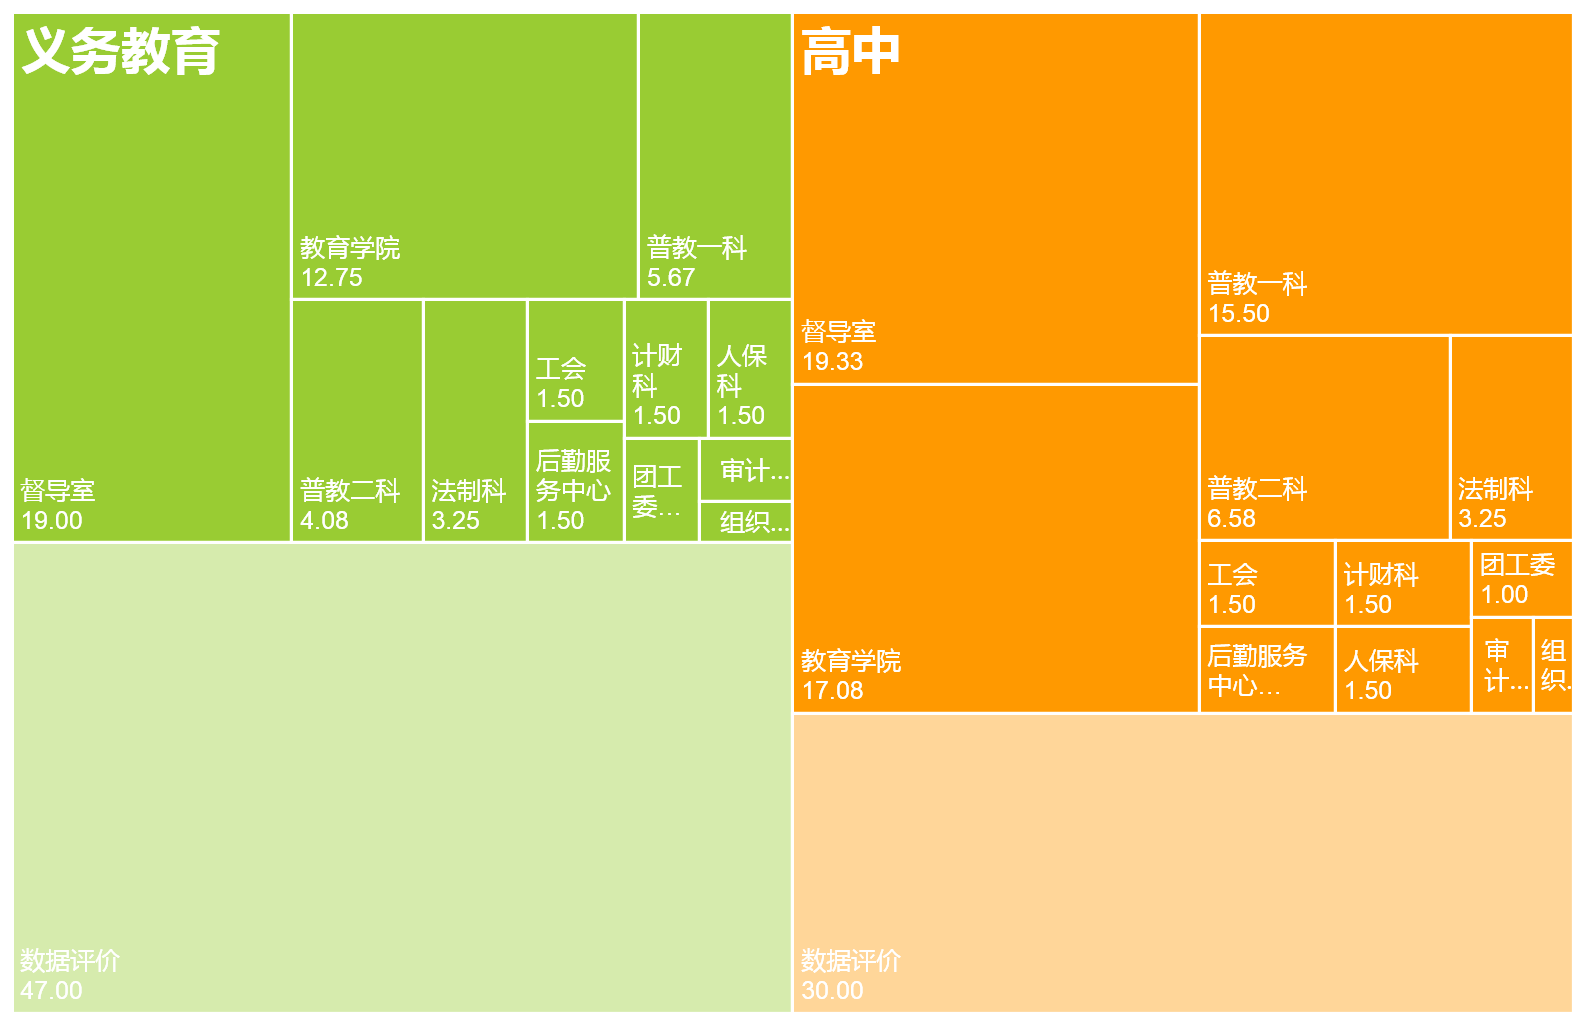 义务教育
督导室
19.00
教育学院
12.75
普教一科
5.67
普教二科
4.08
法制科
3.25
工会
1.50
后勤服
务中心
1.50
计财
科
1.50
人保
科
1.50
团工
委…
审计...
组织...
数据评价
47.00
高中
督导室
19.33
教育学院
17.08
普教一科
15.50
普教二科
6.58
法制科
3.25
工会
1.50
后勤服务
中心…
计财科
1.50
人保科
1.50
团工委
1.00
审
计...
组
织..
数据评价
30.00